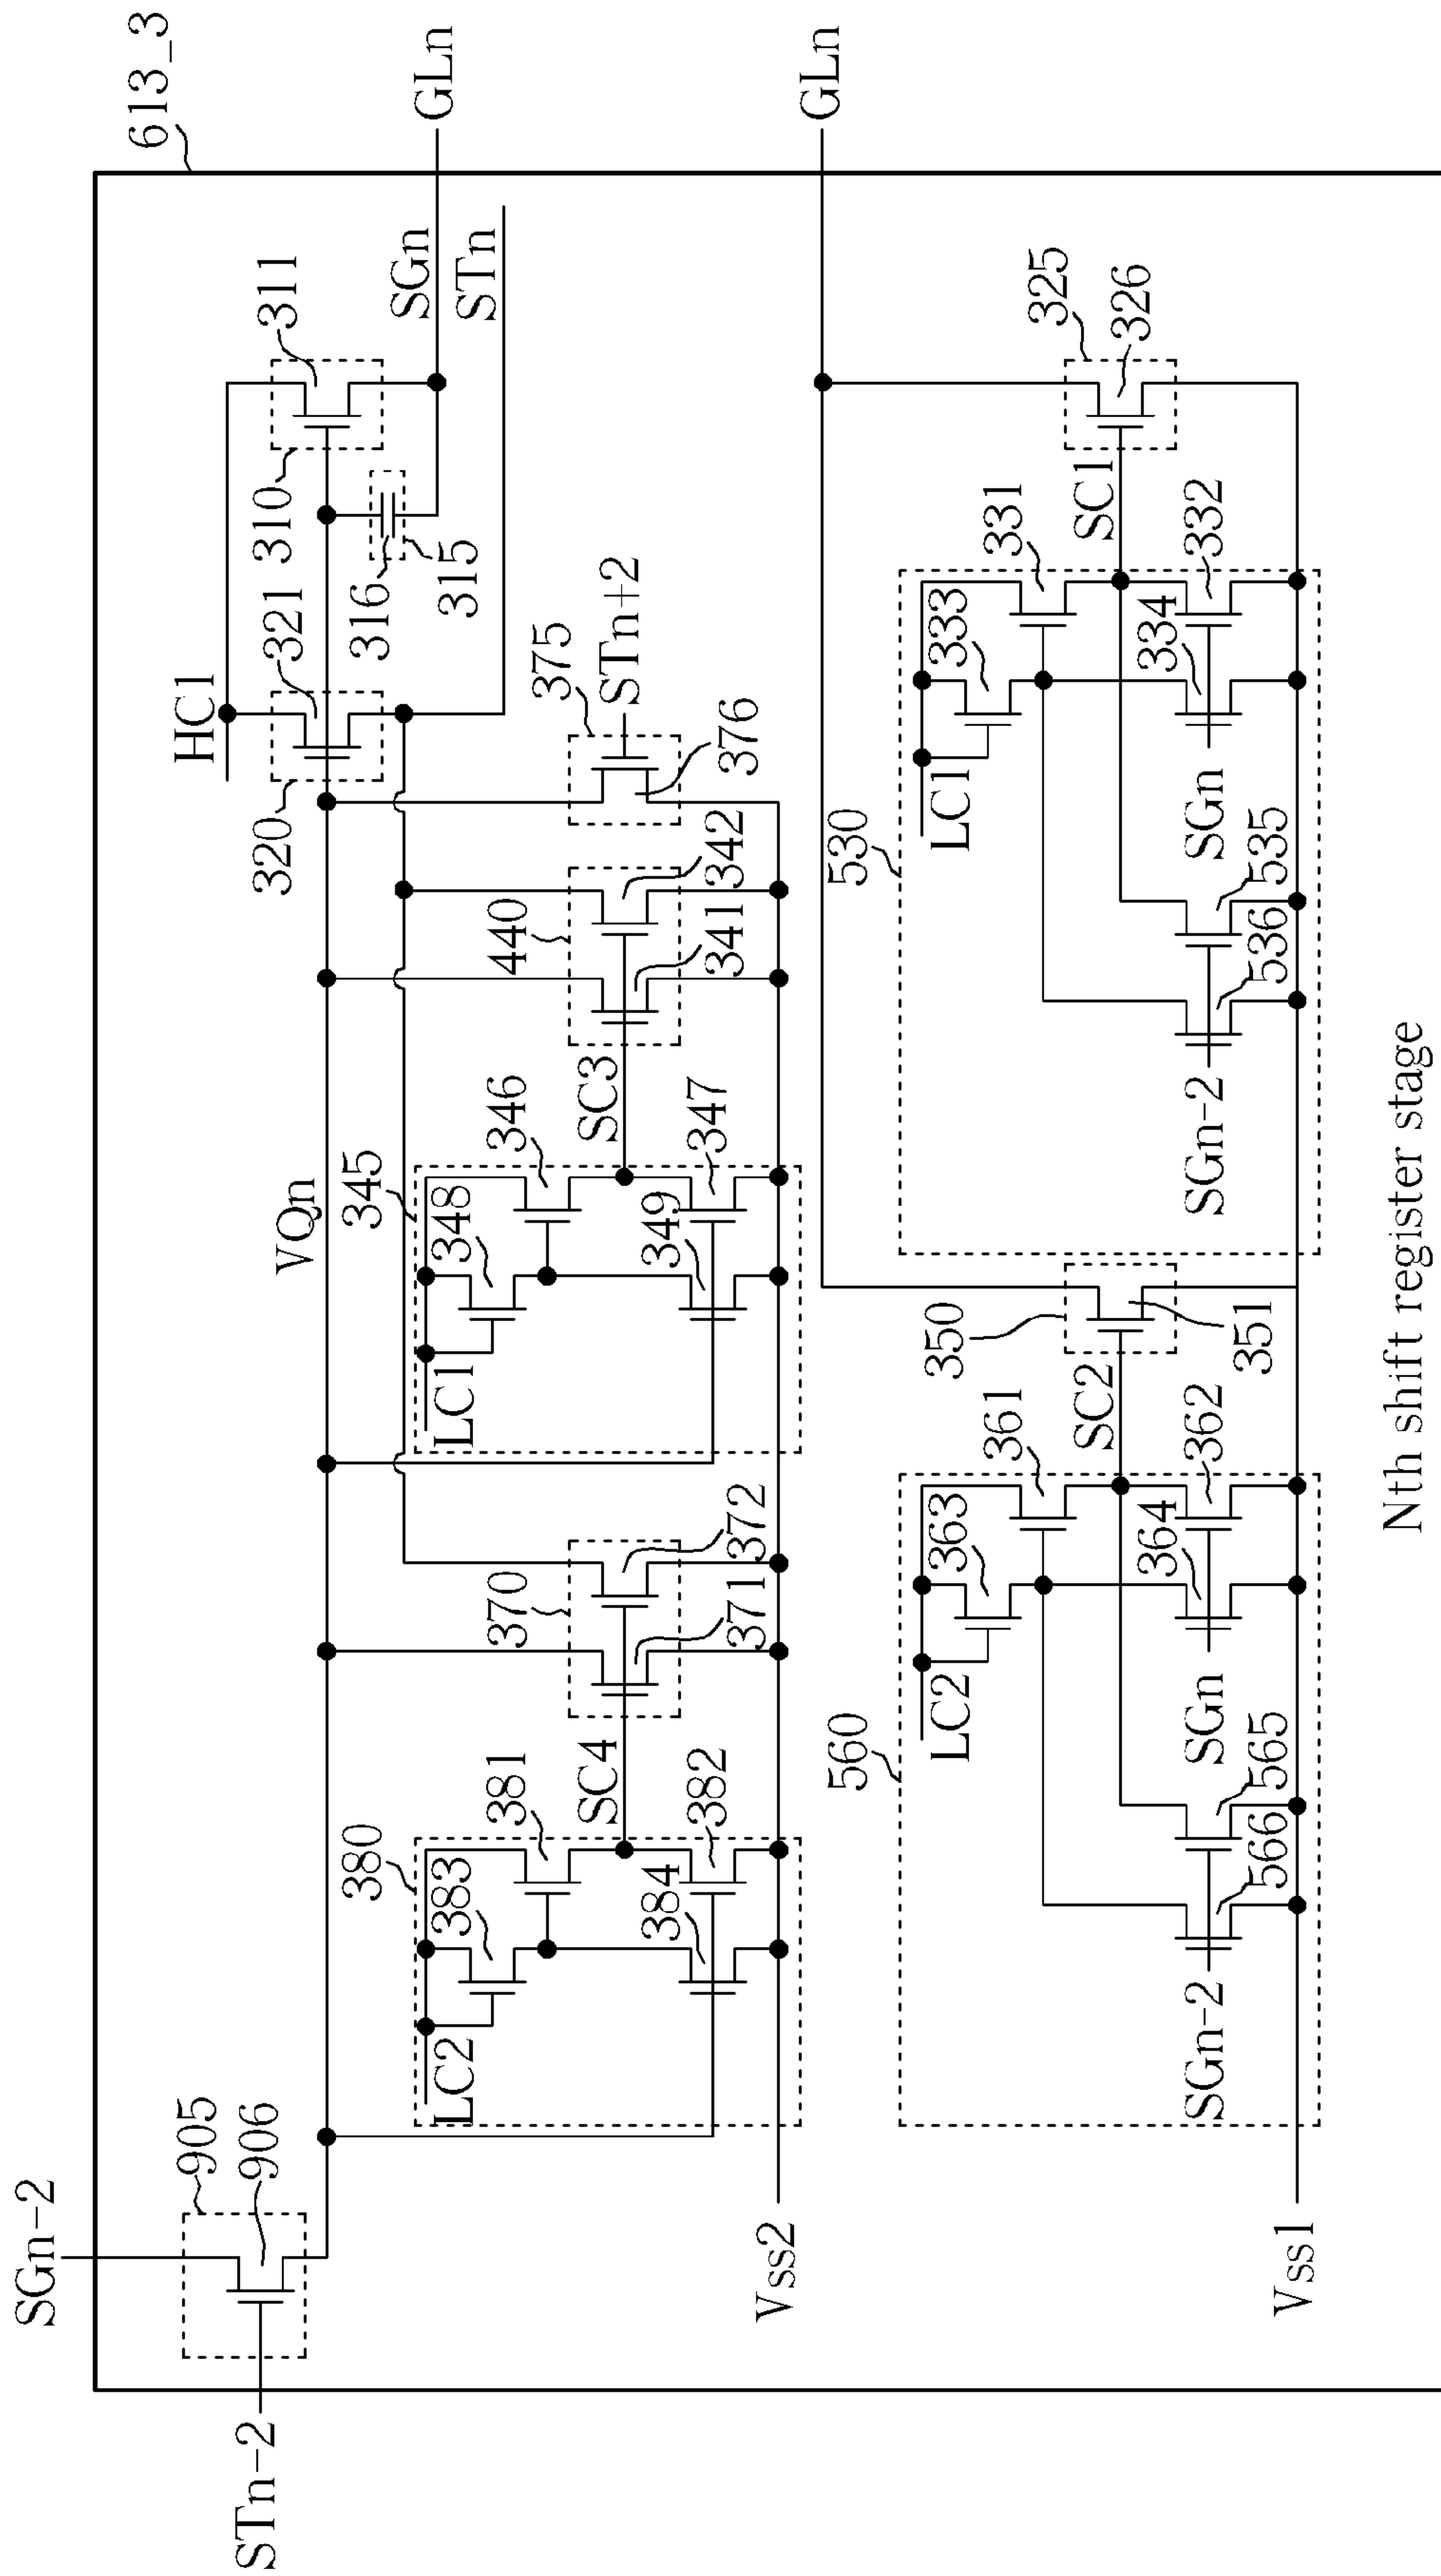 613_3
SGn-2
STn-2
905
906
VQn
HC1
320
321
310
311
316
315
SGn
STn
GLn
380
383
381
LC2
384
382
SC4
370
371
372
345
348
346
LC1
349
347
SC3
440
341
342
375
STn+2
376
Vss2
GLn
560
363
361
LC2
364
362
SGn
SGn-2
566
565
SC2
350
351
530
333
331
LC1
334
332
SGn
SGn-2
536
535
SC1
325
326
Vss1
Nth shift register stage